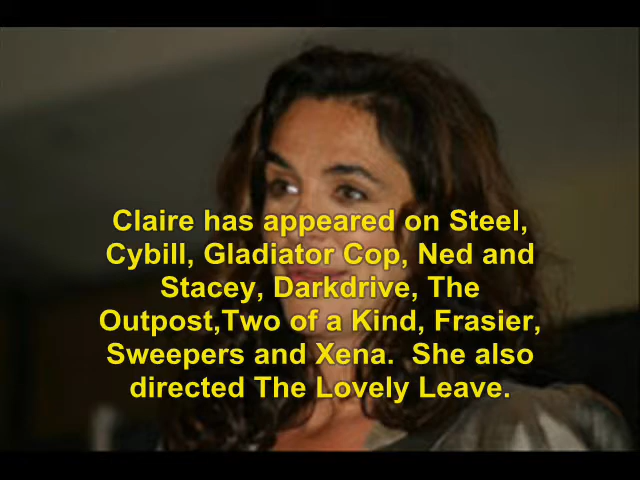 Claire has appeared on Steel,
Cybill, Gladiator Cop, Ned and
Stacey, Darkdrive, The
Outpost,Two of a Kind, Frasier,
Sweepers and Xena.  She also
directed The Lovely Leave.